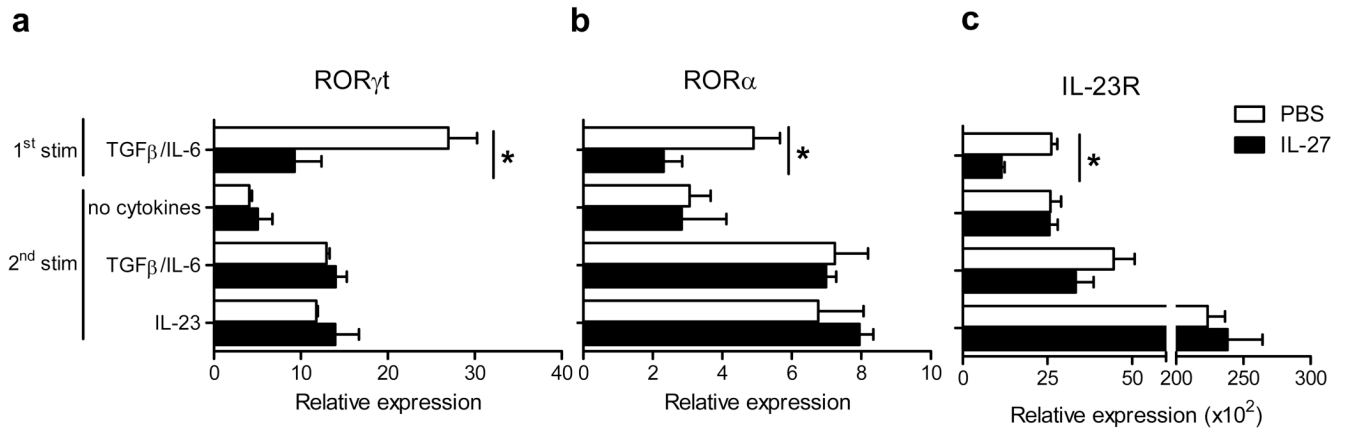 a
b
c
RORγt
RORα
IL-23R
PBS
IL-27
1st stim
TGFβ/IL-6
*
*
*
no cytokines
2nd stim
TGFβ/IL-6
IL-23
0 10 20 30 40
0 2 4 6 8 10
0 25 50 200 250 300
Relative expression
Relative expression
Relative expression (x10²)